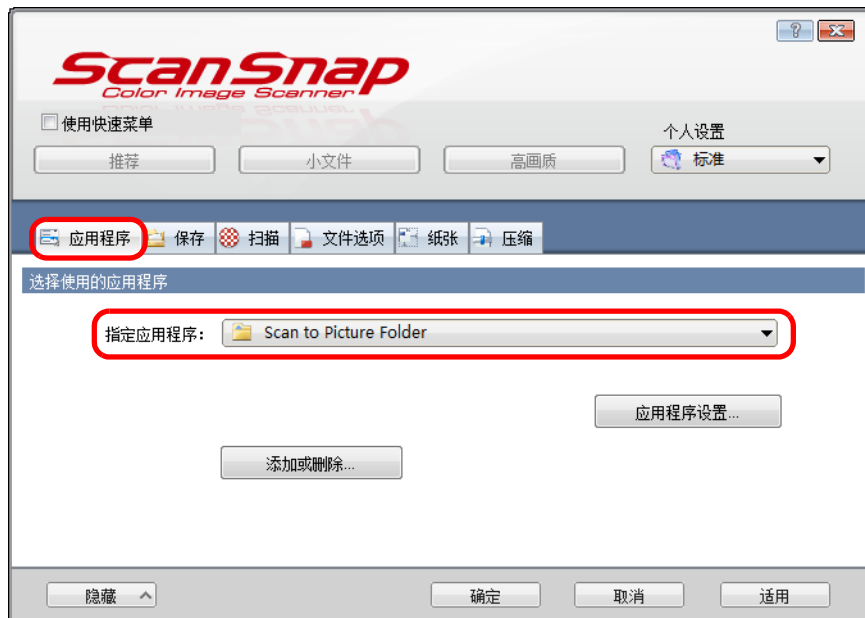 ScanSnap
Color Image Scanner
使用快速菜单
个人设置
推荐 小文件 高画质 标准
应用程序 保存 扫描 文件选项 纸张 压缩
选择使用的应用程序
指定应用程序: Scan to Picture Folder
应用程序设置...
添加或删除...
隐藏 确定 取消 适用